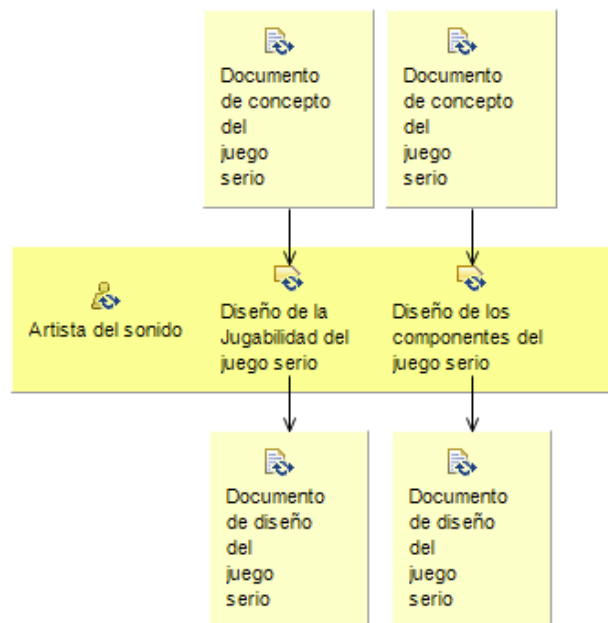 Documento
de concepto
del
juego
serio
Documento
de concepto
del
juego
serio
Artista del sonido
Diseño de la
Jugabilidad del
juego serio
Diseño de los
componentes del
juego serio
Documento
de diseño
del
juego
serio
Documento
de diseño
del
juego
serio